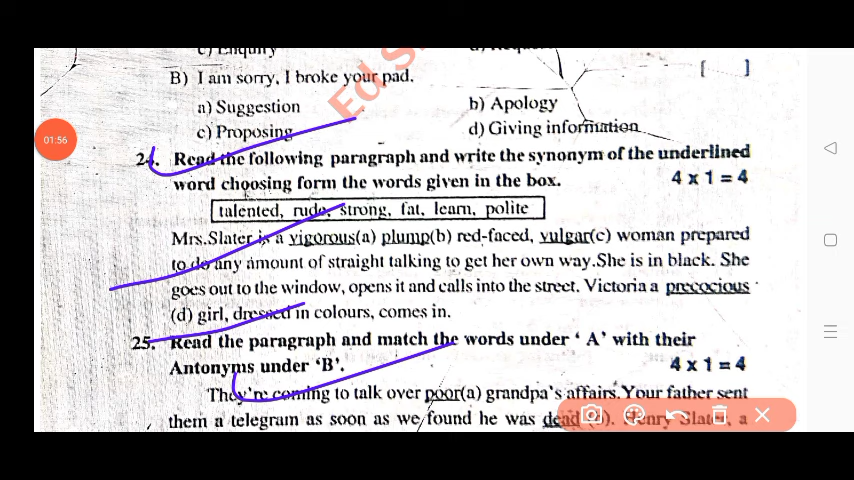 c) Enquiry
B) I am sorry, I broke your pad. [ ]
a) Suggestion b) Apology
c) Proposing d) Giving information
24. Read the following paragraph and write the synonym of the underlined
word choosing form the words given in the box. 4 x 1 = 4
talented, rude, strong, fat, learn, polite
Mrs.Slater is a vigorous(a) plump(b) red-faced, vulgar(c) woman prepared
to do any amount of straight talking to get her own way.She is in black. She
goes out to the window, opens it and calls into the street. Victoria a precocious
(d) girl, dressed in colours, comes in.
25. Read the paragraph and match the words under ‘ A’ with their
Antonyms under ‘B’. 4 x 1 = 4
They’re coming to talk over poor(a) grandpa’s affairs.Your father sent
them a telegram as soon as we found he was dead (b). Henry Slater, a
01:56
Ed